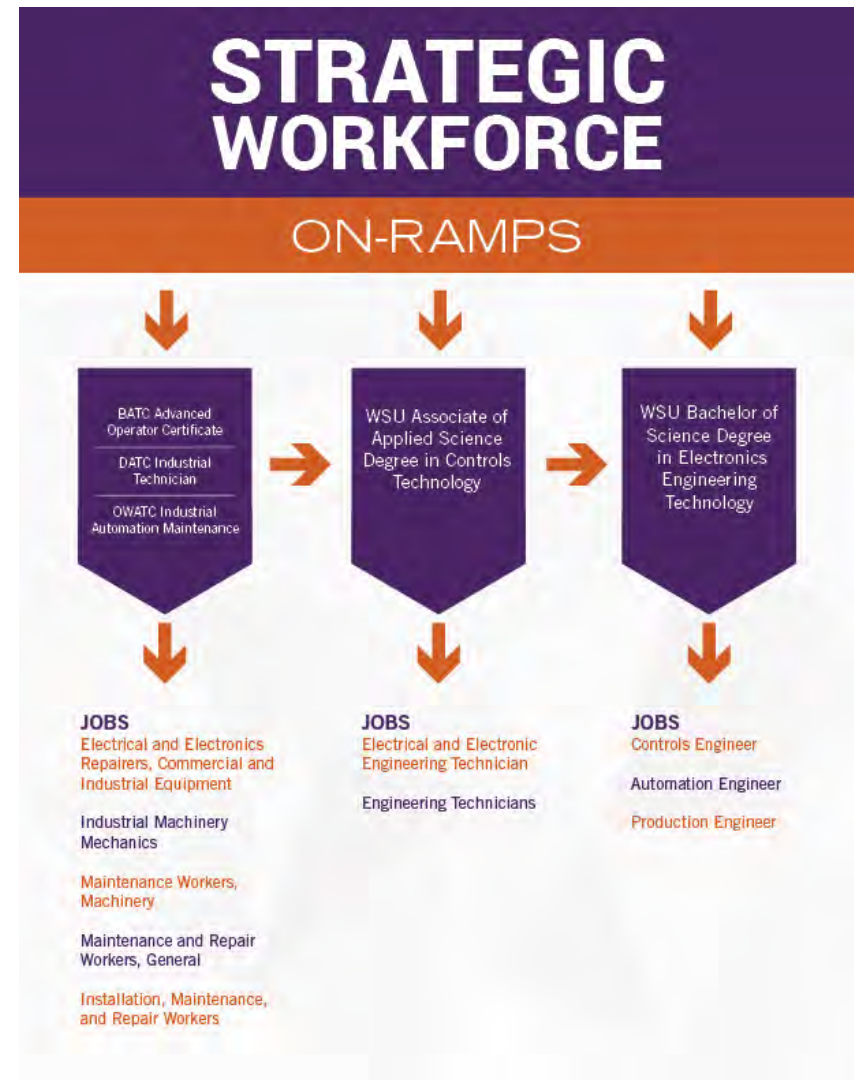 STRATEGIC
WORKFORCE
ON-RAMPS
BATC Advanced
Operator Certificate
DATC Industrial
Technician
OWATC Industrial
Automation Maintenance
WSU Associate of
Applied Science
Degree in Controls
Technology
WSU Bachelor of
Science Degree
in Electronics
Engineering
Technology
JOBS
Electrical and Electronics
Repairers, Commercial and
Industrial Equipment
Industrial Machinery
Mechanics
Maintenance Workers,
Machinery
Maintenance and Repair
Workers, General
Installation, Maintenance,
and Repair Workers
JOBS
Electrical and Electronic
Engineering Technician
Engineering Technicians
JOBS
Controls Engineer
Automation Engineer
Production Engineer